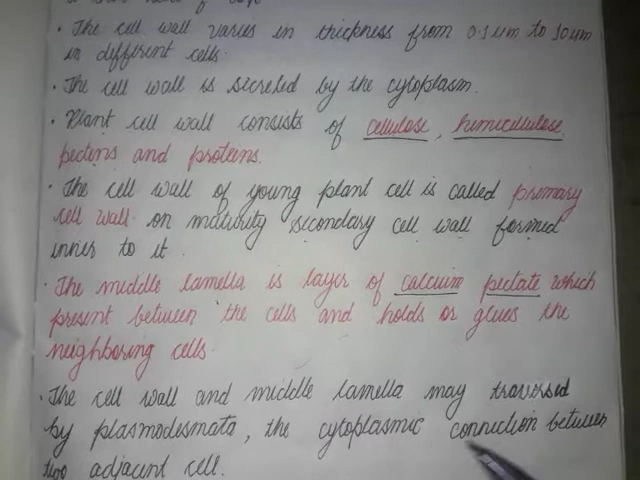 · The cell wall varies in thickness from 0.1 um to 10 um
in different cells.
· The cell wall is secreted by the cytoplasm.
· Plant cell wall consists of cellulose, hemicellulose,
pectins and proteins.
· The cell wall of young plant cell is called primary
cell wall. on maturity secondary cell wall formed
inner to it.
· The middle lamella is layer of calcium pectate which
present between the cells and holds or glues the
neighboring cells.
· The cell wall and middle lamella may traversed
by plasmodesmata, the cytoplasmic connection between
two adjacent cell.